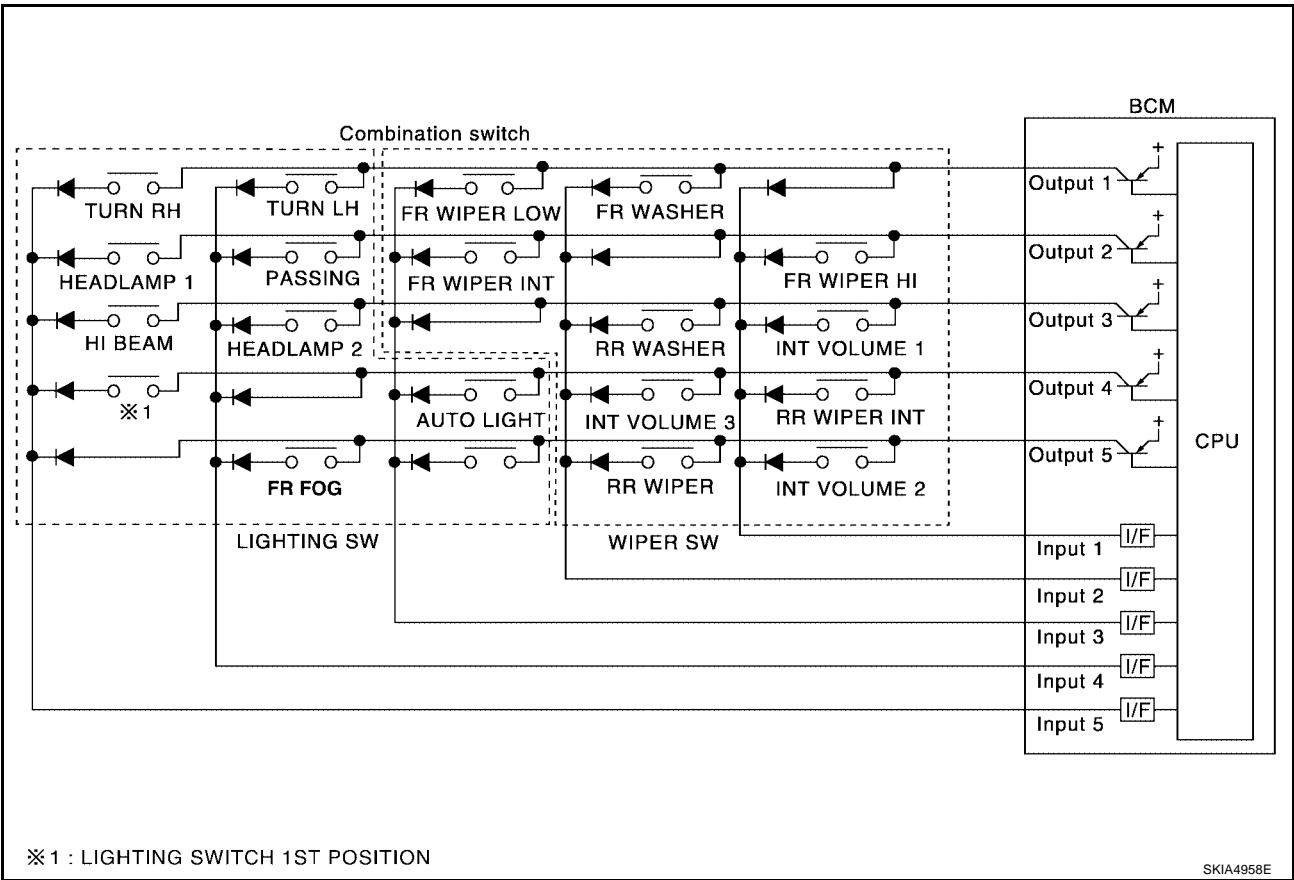 BCM
Combination switch
Output 1
TURN RH
TURN LH
FR WIPER LOW
FR WASHER
Output 2
HEADLAMP 1
PASSING
FR WIPER INT
FR WIPER HI
Output 3
HI BEAM
HEADLAMP 2
RR WASHER
INT VOLUME 1
Output 4
※1
AUTO LIGHT
INT VOLUME 3
RR WIPER INT
CPU
Output 5
FR FOG
RR WIPER
INT VOLUME 2
LIGHTING SW
WIPER SW
Input 1
I/F
Input 2
I/F
Input 3
I/F
Input 4
I/F
Input 5
I/F
+
+
+
+
+
※1 : LIGHTING SWITCH 1ST POSITION
SKIA4958E